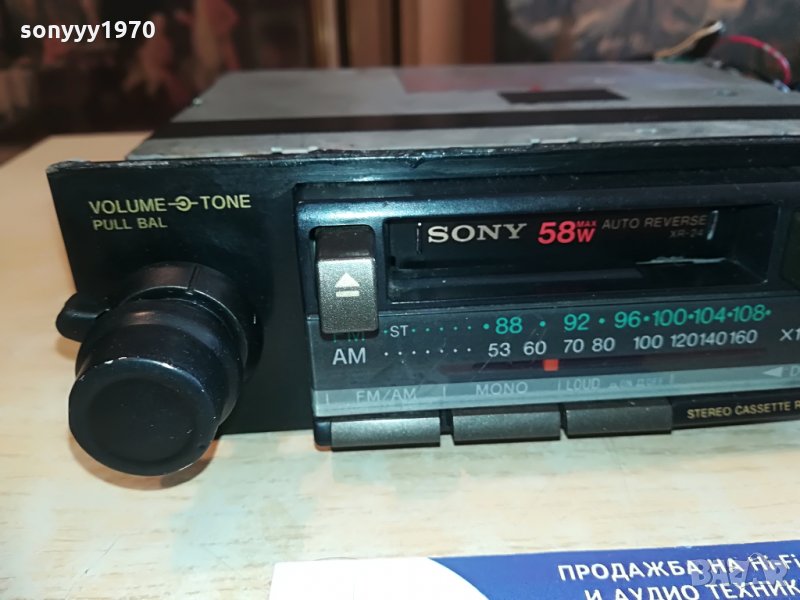 sonyyy1970
VOLUME TONE
PULL BAL
SONY 58W MAX AUTO REVERSE
XR-24
FM ST 88 92 96 100 104 108
AM 53 60 70 80 100 120 140 160
FM/AM MONO LOUD
STEREO CASSETTE
ПРОДАЖБА НА Hi-Fi
И АУДИО ТЕХНИК